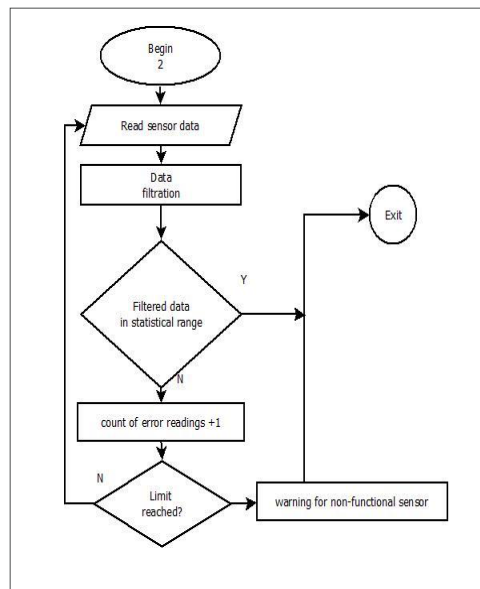 Begin
2
Read sensor data
Data
filtration
Exit
Y
Filtered data
in statistical range
N
count of error readings +1
N
Limit
reached?
warning for non-functional sensor